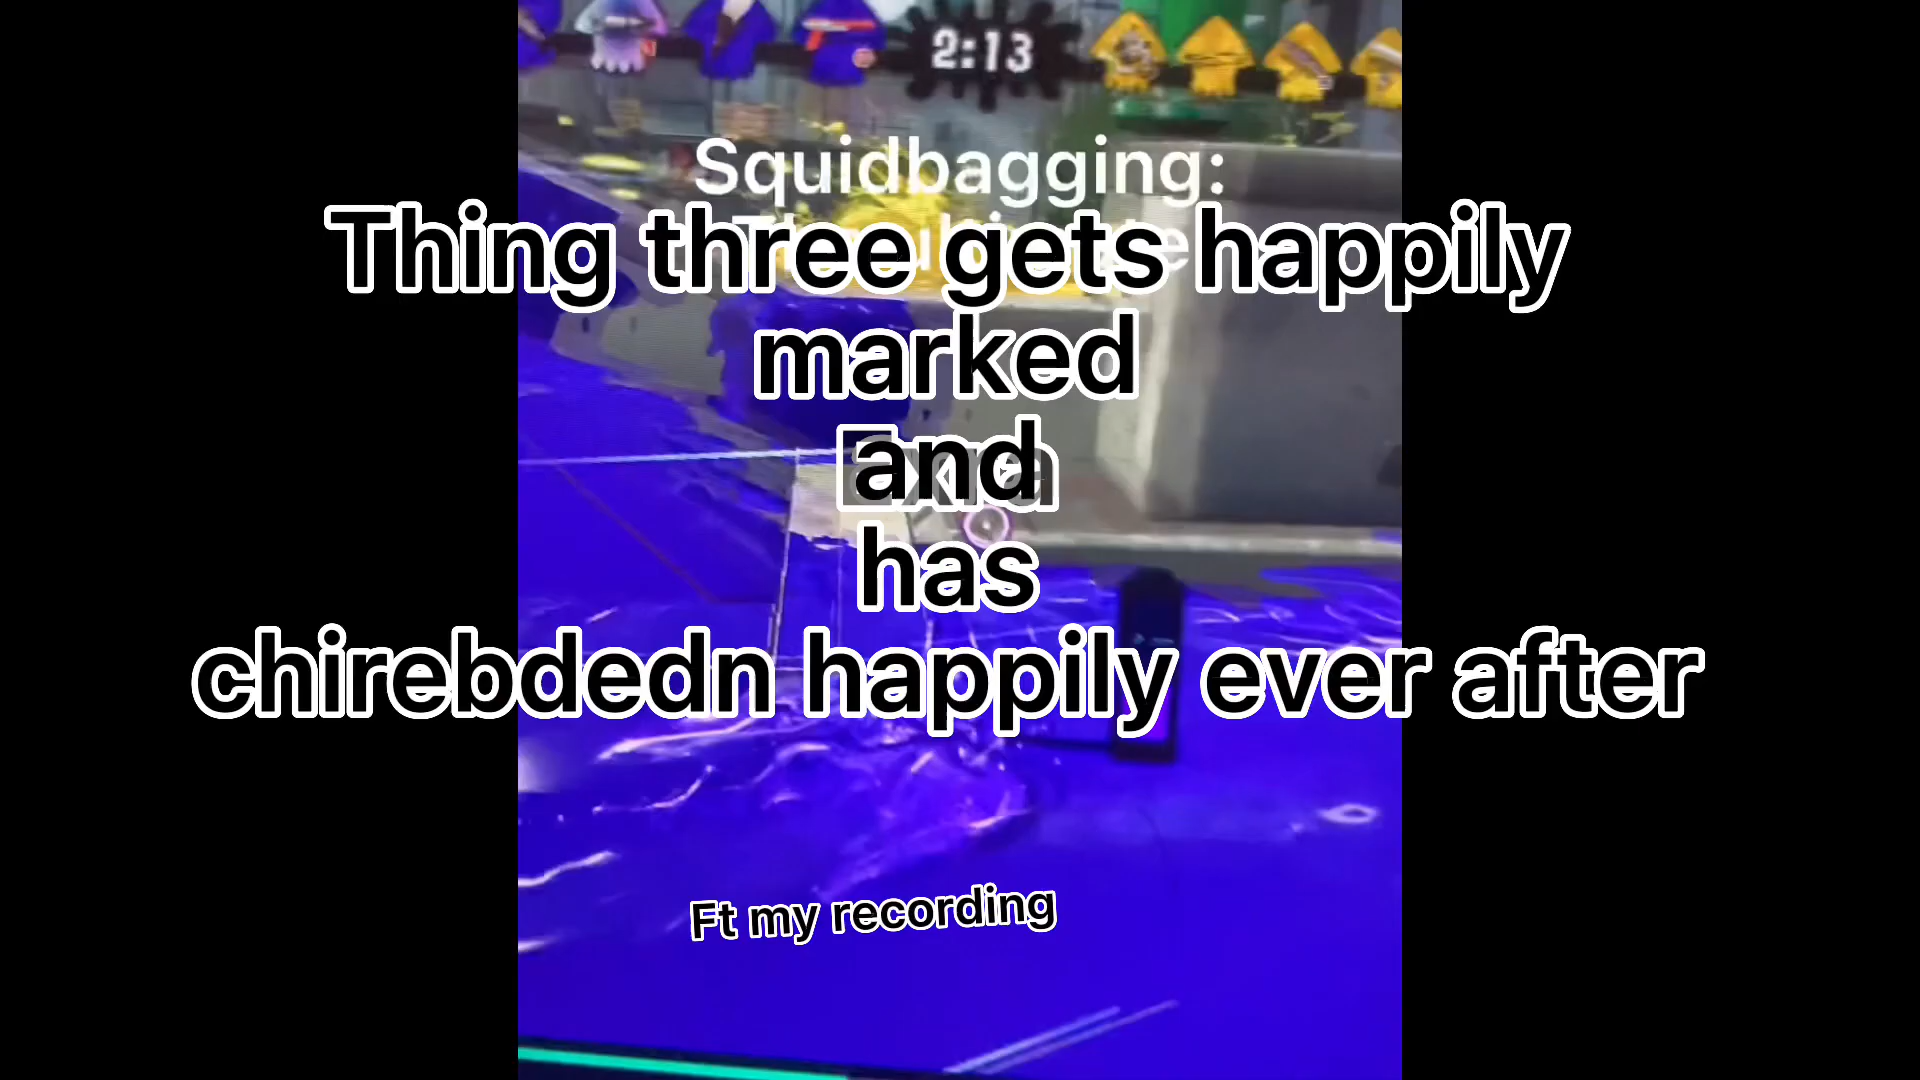 2:13
Squidbagging:
Thing three gets happily
marked
and
has
chirebdedn happily ever after
Ft my recording